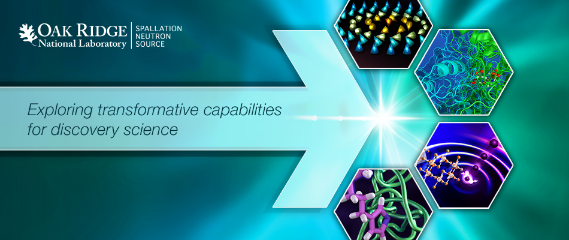 OAK RIDGE
National Laboratory
SPALLATION
NEUTRON
SOURCE
Exploring transformative capabilities
for discovery science